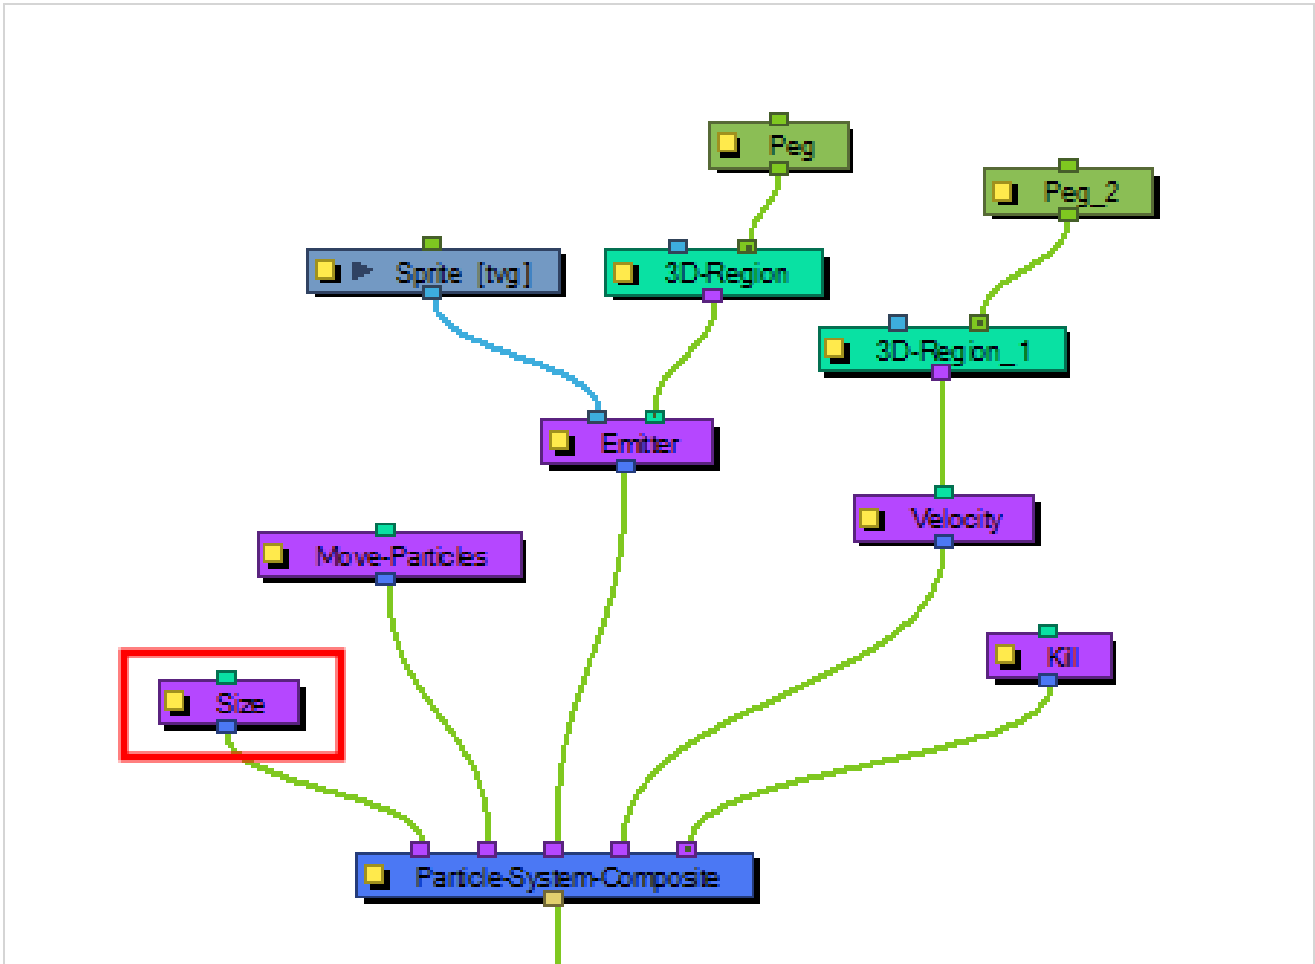 Peg
Peg_2
Sprite [tvg]
3D-Region
3D-Region_1
Emitter
Velocity
Move-Particles
Kill
Size
Particle-System-Composite